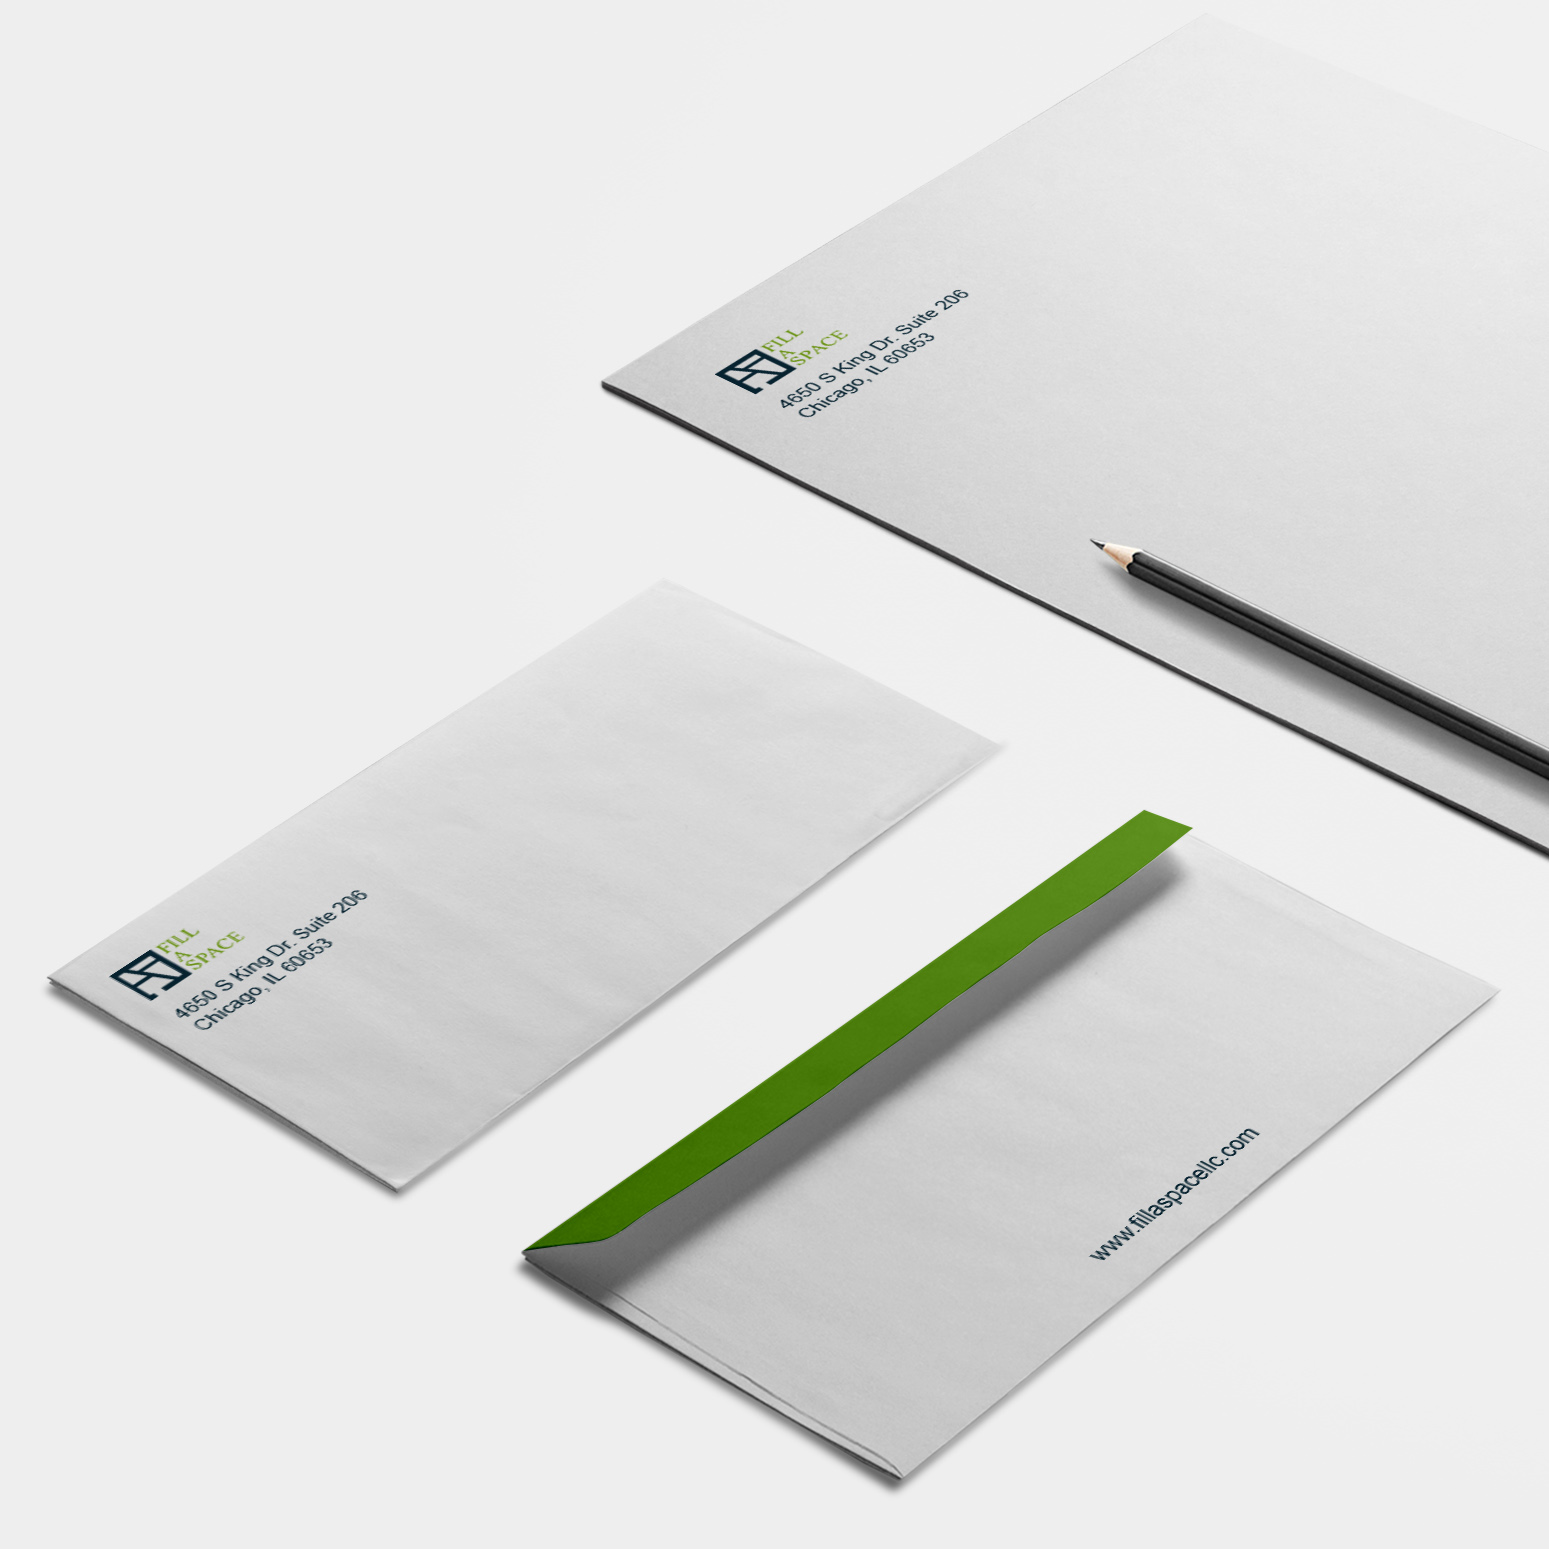 FILL
A
SPACE
4650 S King Dr. Suite 206
Chicago, IL 60653
FILL
A
SPACE
4650 S King Dr. Suite 206
Chicago, IL 60653
www.fillaspacellc.com